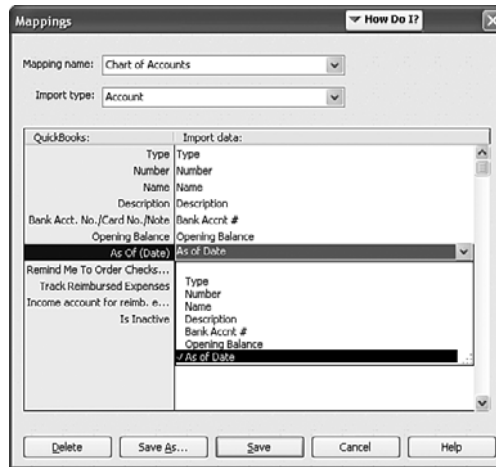 Mappings
How Do I?
Mapping name: Chart of Accounts
Import type: Account
QuickBooks: Import data:
Type Type
Number Number
Name Name
Description Description
Bank Acct. No./Card No./Note Bank Accnt #
Opening Balance Opening Balance
As Of (Date) As of Date
Remind Me To Order Checks...
Track Reimbursed Expenses
Income account for reimb. e...
Is Inactive
Type
Number
Name
Description
Bank Accnt #
Opening Balance
✓ As of Date
Delete Save As... Save Cancel Help